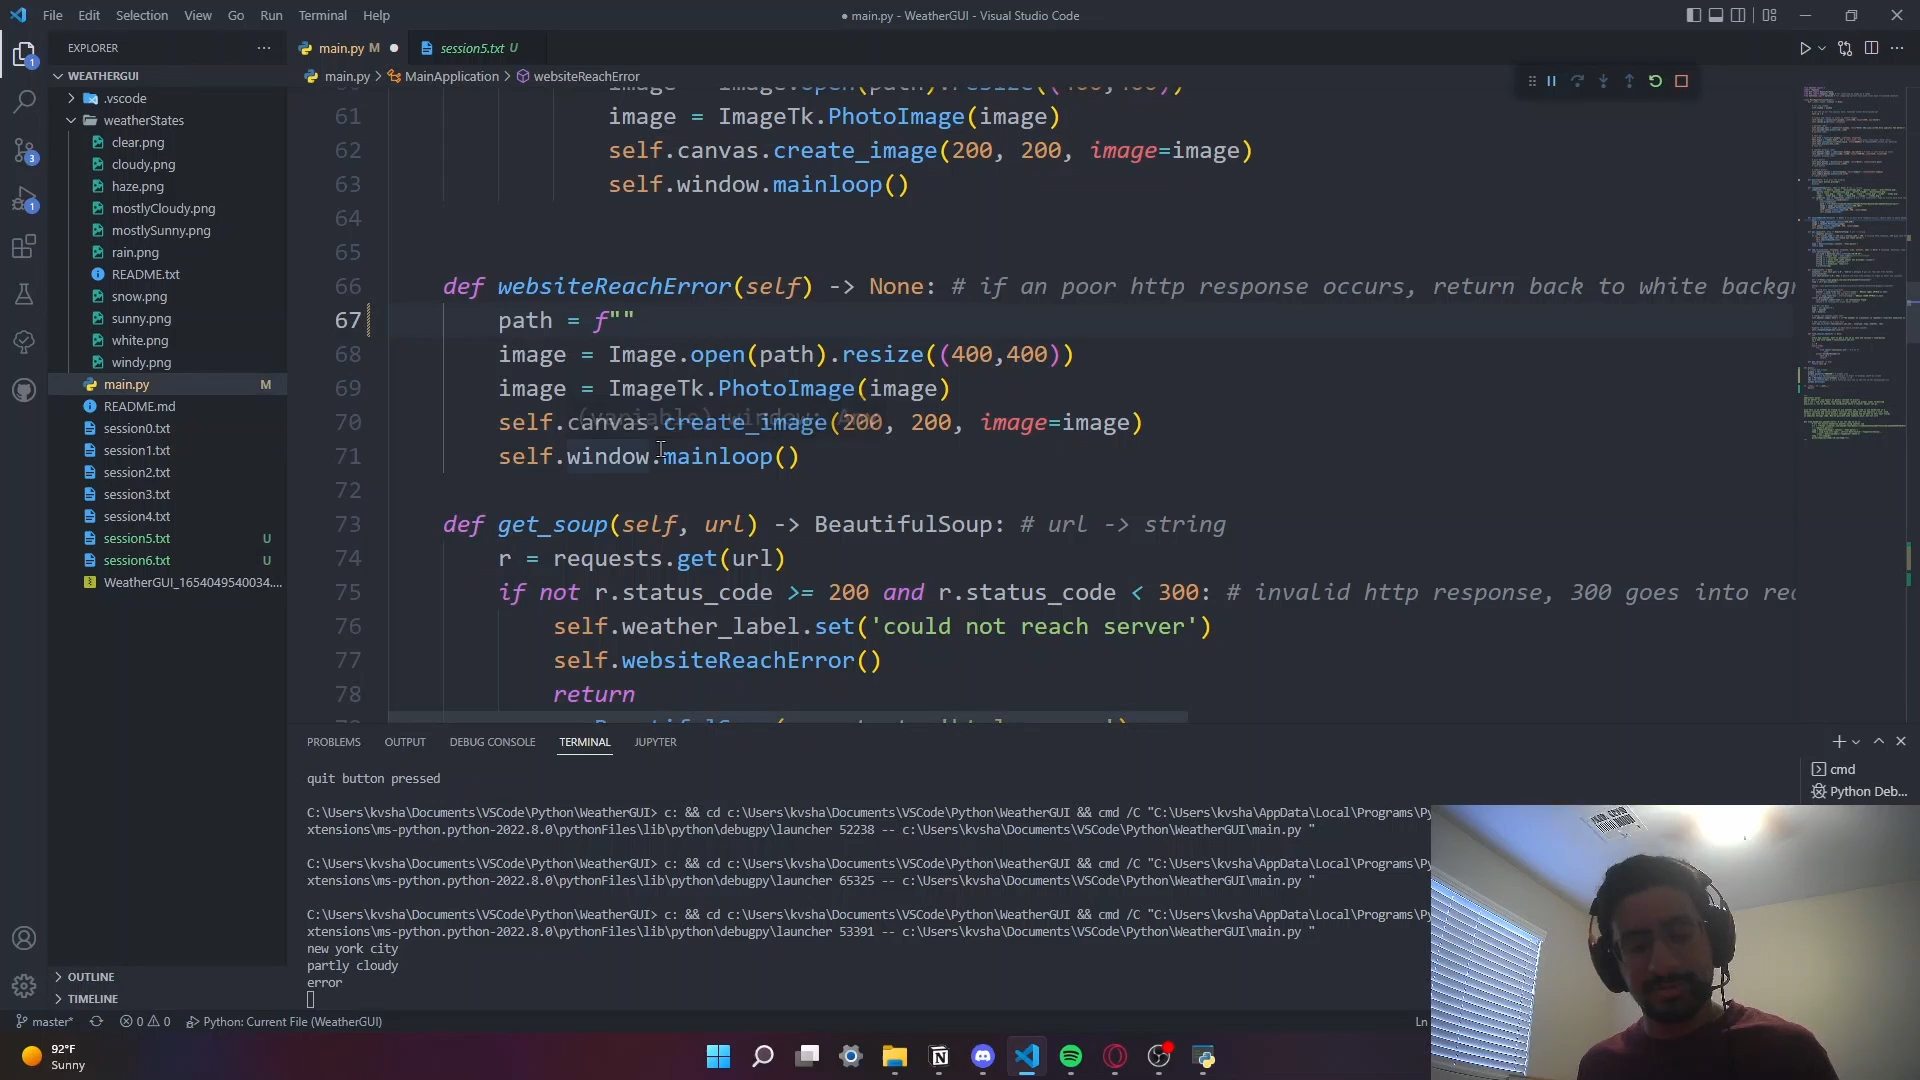 File Edit Selection View Go Run Terminal Help
● main.py - WeatherGUI - Visual Studio Code
EXPLORER
main.py M
session5.txt U
WEATHERGUI
main.py > MainApplication > websiteReachError
.vscode
weatherStates
clear.png
cloudy.png
haze.png
mostlyCloudy.png
mostlySunny.png
rain.png
README.txt
snow.png
sunny.png
white.png
windy.png
main.py M
README.md
session0.txt
session1.txt
session2.txt
session3.txt
session4.txt
session5.txt U
session6.txt U
WeatherGUI_1654049540034....
OUTLINE
TIMELINE
61 image = ImageTk.PhotoImage(image)
62 self.canvas.create_image(200, 200, image=image)
63 self.window.mainloop()
64
65
66 def websiteReachError(self) -> None: # if an poor http response occurs, return back to white backgr
67 path = f""
68 image = Image.open(path).resize((400,400))
69 image = ImageTk.PhotoImage(image)
70 self.canvas.create_image(200, 200, image=image)
71 self.window.mainloop()
72
73 def get_soup(self, url) -> BeautifulSoup: # url -> string
74 r = requests.get(url)
75 if not r.status_code >= 200 and r.status_code < 300: # invalid http response, 300 goes into rec
76 self.weather_label.set('could not reach server')
77 self.websiteReachError()
78 return
PROBLEMS OUTPUT DEBUG CONSOLE TERMINAL JUPYTER
quit button pressed
C:\Users\kvsha\Documents\VSCode\Python\WeatherGUI> c: && cd c:\Users\kvsha\Documents\VSCode\Python\WeatherGUI && cmd /C "C:\Users\kvsha\AppData\Local\Programs\Py
xtensions\ms-python.python-2022.8.0\pythonFiles\lib\python\debugpy\launcher 52238 -- c:\Users\kvsha\Documents\VSCode\Python\WeatherGUI\main.py "
C:\Users\kvsha\Documents\VSCode\Python\WeatherGUI> c: && cd c:\Users\kvsha\Documents\VSCode\Python\WeatherGUI && cmd /C "C:\Users\kvsha\AppData\Local\Programs\Py
xtensions\ms-python.python-2022.8.0\pythonFiles\lib\python\debugpy\launcher 65325 -- c:\Users\kvsha\Documents\VSCode\Python\WeatherGUI\main.py "
C:\Users\kvsha\Documents\VSCode\Python\WeatherGUI> c: && cd c:\Users\kvsha\Documents\VSCode\Python\WeatherGUI && cmd /C "C:\Users\kvsha\AppData\Local\Programs\Py
xtensions\ms-python.python-2022.8.0\pythonFiles\lib\python\debugpy\launcher 53391 -- c:\Users\kvsha\Documents\VSCode\Python\WeatherGUI\main.py "
new york city
partly cloudy
error
cmd
Python Deb...
master* 0 0 Python: Current File (WeatherGUI)
Ln
92°F
Sunny